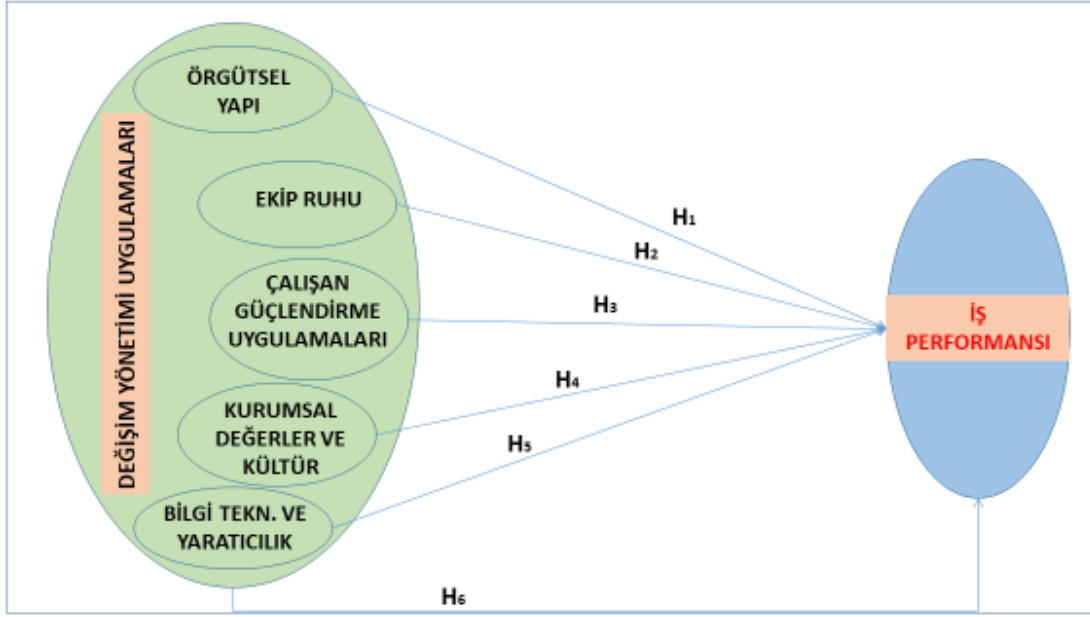 DEĞİŞİM YÖNETİMİ UYGULAMALARI
ÖRGÜTSEL
YAPI
EKİP RUHU
ÇALIŞAN
GÜÇLENDİRME
UYGULAMALARI
KURUMSAL
DEĞERLER VE
KÜLTÜR
BİLGİ TEKN. VE
YARATICILIK
H₁
H₂
H₃
H₄
H₅
H₆
İŞ
PERFORMANSI